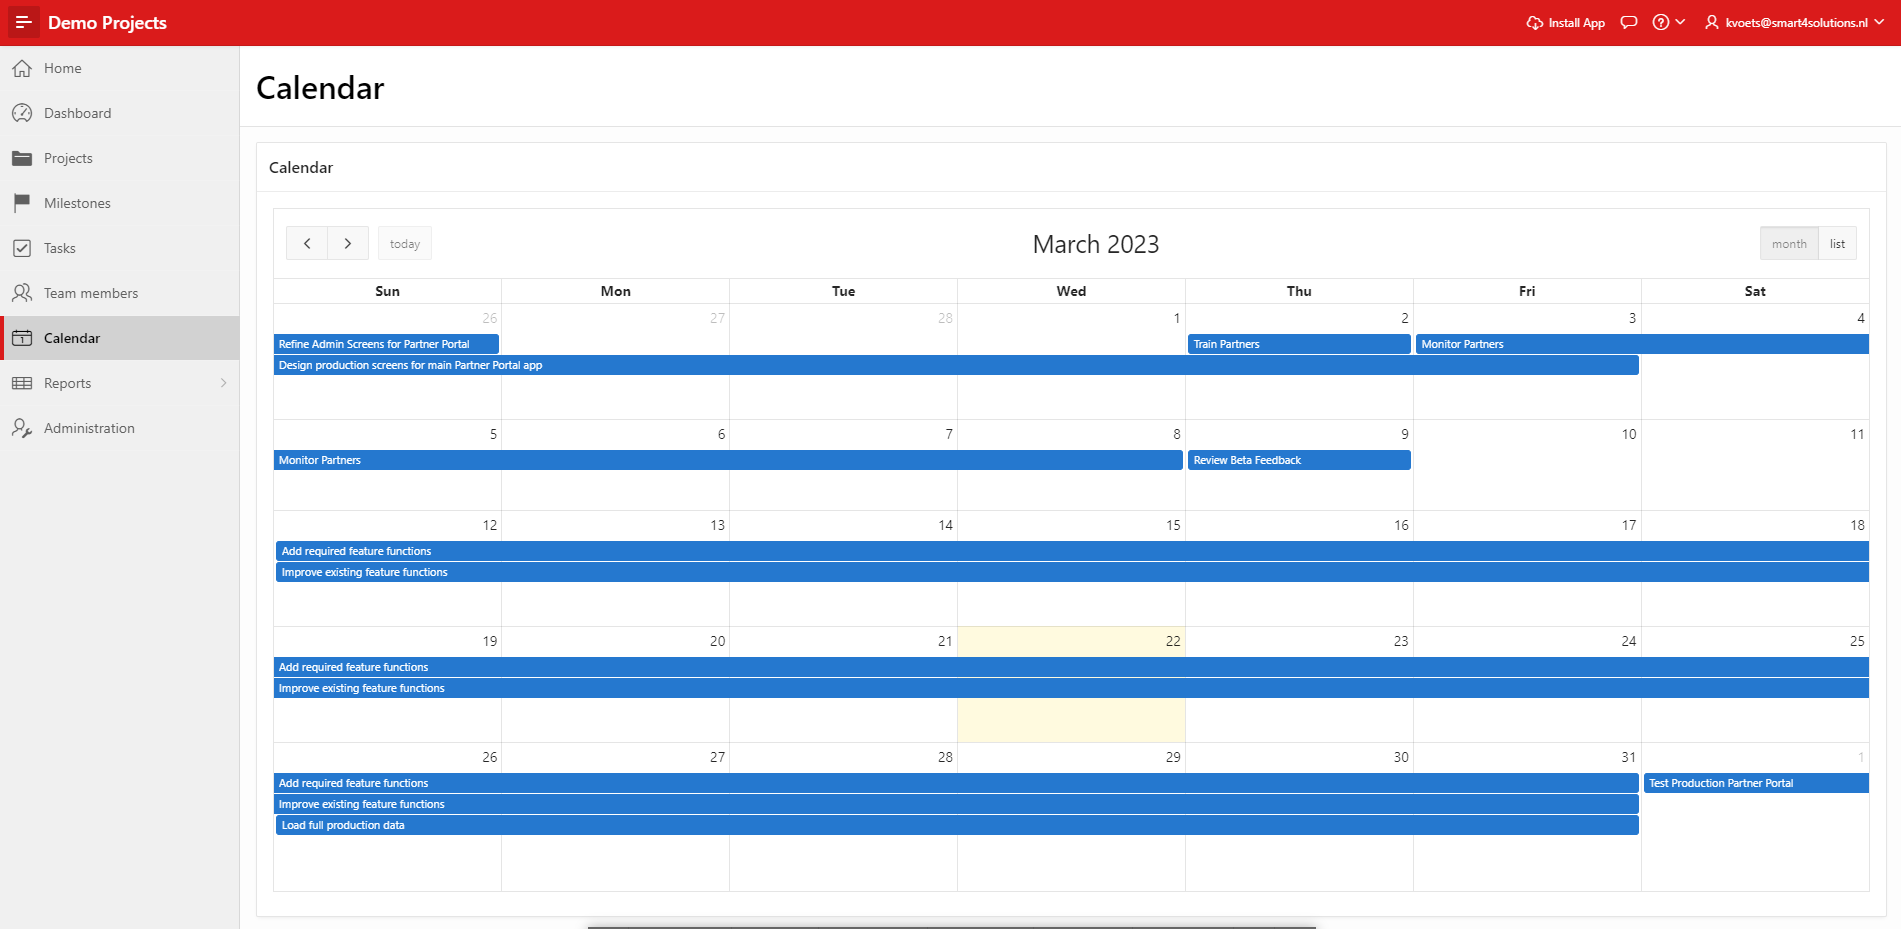 Demo Projects
Install App
kvoets@smart4solutions.nl
Home
Dashboard
Projects
Milestones
Tasks
Team members
Calendar
Reports
Administration
Calendar
Calendar
today
March 2023
month list
Sun Mon Tue Wed Thu Fri Sat
26 27 28 1 2 3 4
Refine Admin Screens for Partner Portal Train Partners Monitor Partners
Design production screens for main Partner Portal app
5 6 7 8 9 10 11
Monitor Partners Review Beta Feedback
12 13 14 15 16 17 18
Add required feature functions
Improve existing feature functions
19 20 21 22 23 24 25
Add required feature functions
Improve existing feature functions
26 27 28 29 30 31 1
Add required feature functions Test Production Partner Portal
Improve existing feature functions
Load full production data